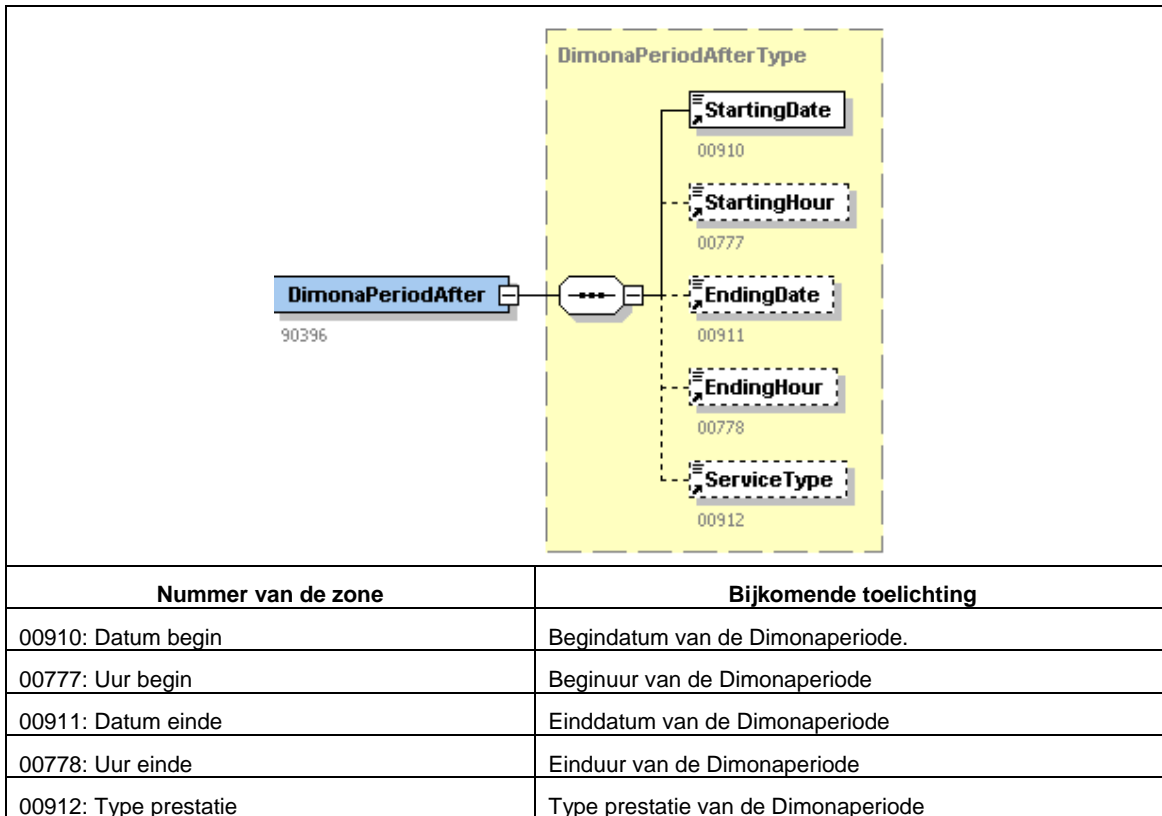 DimonaPeriodAfterType
StartingDate
00910
StartingHour
00777
DimonaPeriodAfter
90396
EndingDate
00911
EndingHour
00778
ServiceType
00912
Nummer van de zone
Bijkomende toelichting
00910: Datum begin
Begindatum van de Dimonaperiode.
00777: Uur begin
Beginuur van de Dimonaperiode
00911: Datum einde
Einddatum van de Dimonaperiode
00778: Uur einde
Einduur van de Dimonaperiode
00912: Type prestatie
Type prestatie van de Dimonaperiode